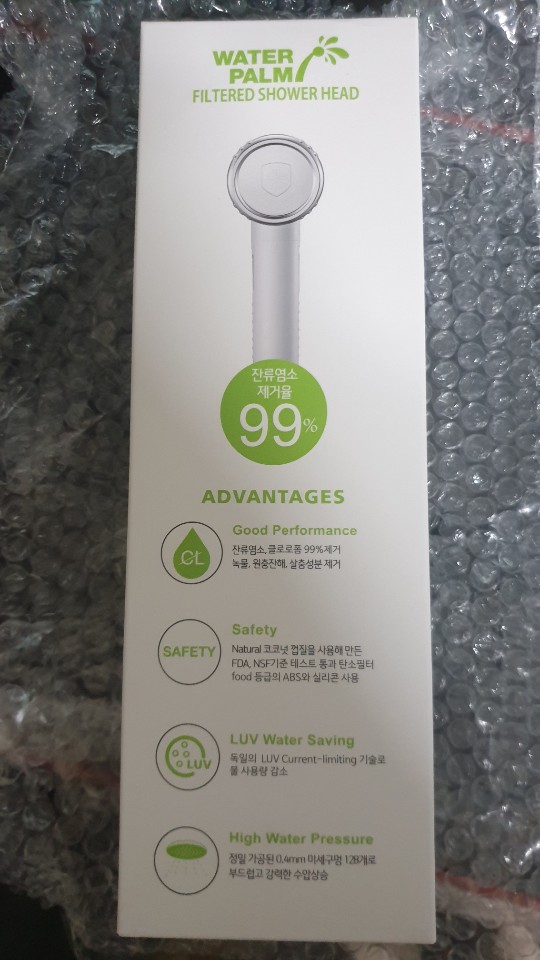 WATER
PALM
FILTERED SHOWER HEAD
잔류염소
제거율
99%
ADVANTAGES
CL
Good Performance
잔류염소, 클로로퐁 99%제거
녹물, 원충잔해, 살충성분 제거
SAFETY
Safety
Natural 코코넛 껍질을 사용해 만든
FDA, NSF기준 테스트 통과 탄소필터
food 등급의 ABS와 실리콘 사용
LUV
LUV Water Saving
독일의 LUV Current-limiting 기술로
물 사용량 감소
High Water Pressure
정밀 가공된 0.4mm 미세구멍 128개로
부드럽고 강력한 수압상승